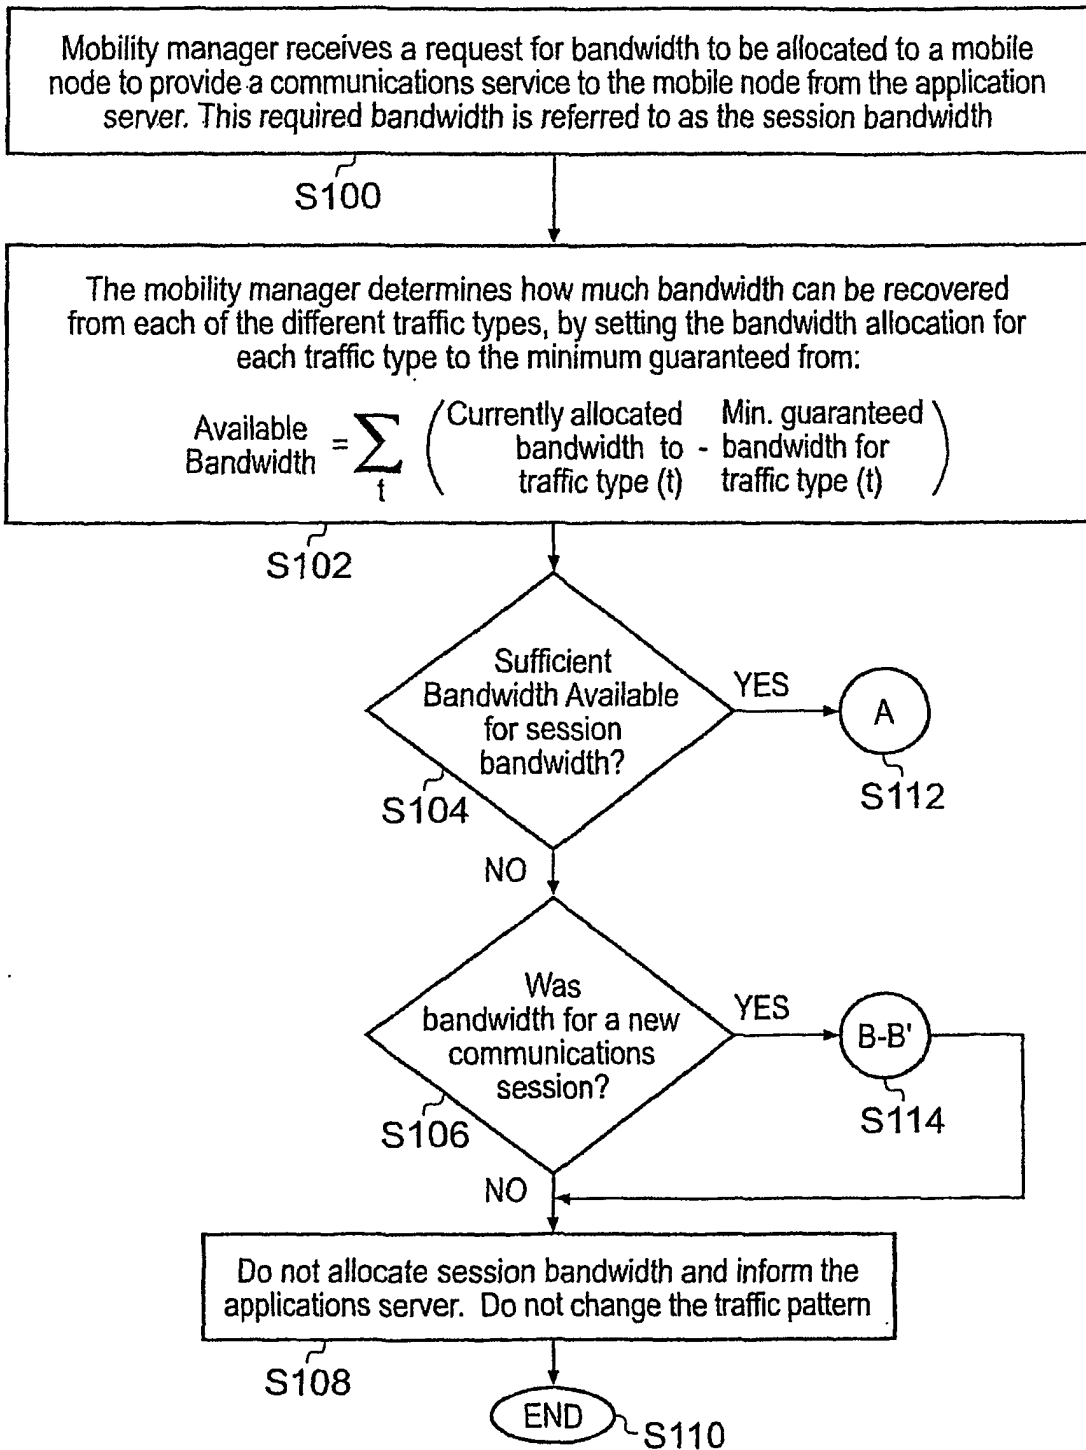 Mobility manager receives a request for bandwidth to be allocated to a mobile
node to provide a communications service to the mobile node from the application
server. This required bandwidth is referred to as the session bandwidth
S100
The mobility manager determines how much bandwidth can be recovered
from each of the different traffic types, by setting the bandwidth allocation for
each traffic type to the minimum guaranteed from:
Available Bandwidth = ∑ t ( Currently allocated bandwidth to traffic type (t) - Min. guaranteed bandwidth for traffic type (t) )
S102
Sufficient
Bandwidth Available
for session
bandwidth?
YES
A
S104
S112
NO
Was
bandwidth for a new
communications
session?
YES
B-B'
S106
S114
NO
Do not allocate session bandwidth and inform the
applications server. Do not change the traffic pattern
S108
END
S110